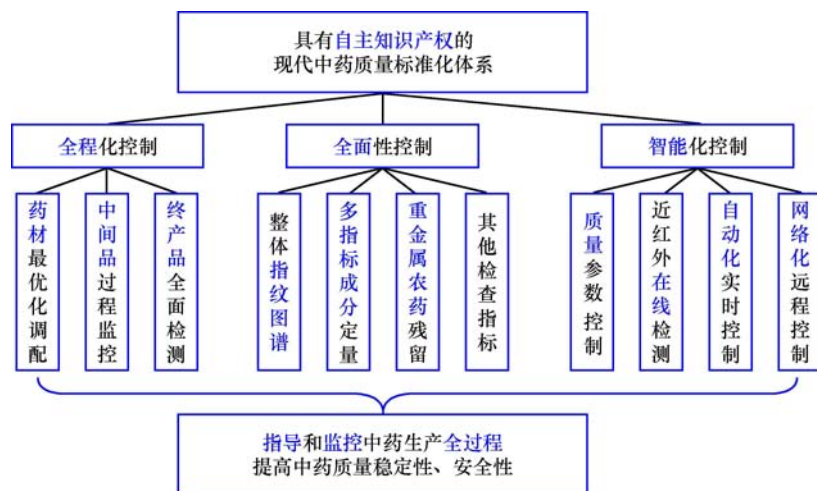 具有自主知识产权的
现代中药质量标准化体系
全程化控制
全面性控制
智能化控制
药材最优化调配
中间品过程监控
终产品全面检测
整体指纹图谱
多指标成分定量
重金属农药残留
其他检查指标
质量参数控制
近红外在线检测
自动化实时控制
网络化远程控制
指导和监控中药生产全过程
提高中药质量稳定性、安全性